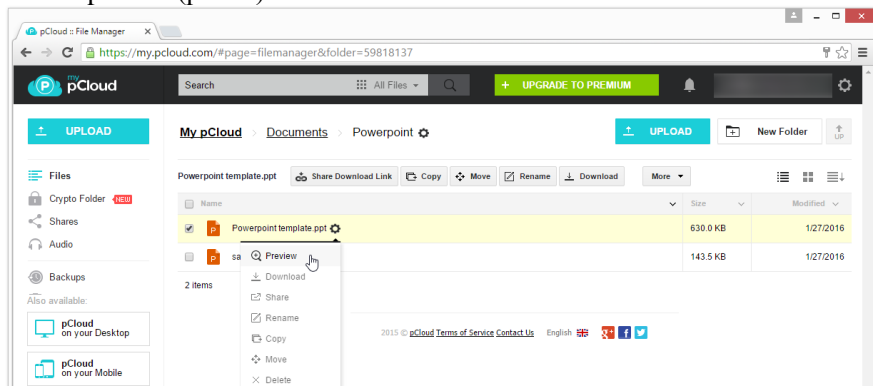 pCloud :: File Manager
https://my.pcloud.com/#page=filemanager&folder=59818137
my pCloud
Search
All Files
+ UPGRADE TO PREMIUM
UPLOAD
My pCloud > Documents > Powerpoint
UPLOAD
New Folder
UP
Files
Powerpoint template.ppt
Share Download Link
Copy
Move
Rename
Download
More
Crypto Folder NEW
Name
Size
Modified
Shares
Powerpoint template.ppt
630.0 KB
1/27/2016
Audio
sa
143.5 KB
1/27/2016
Preview
Backups
2 items
Download
Also available:
Share
pCloud
on your Desktop
Rename
2015 © pCloud Terms of Service Contact Us English
Copy
pCloud
on your Mobile
Move
Delete